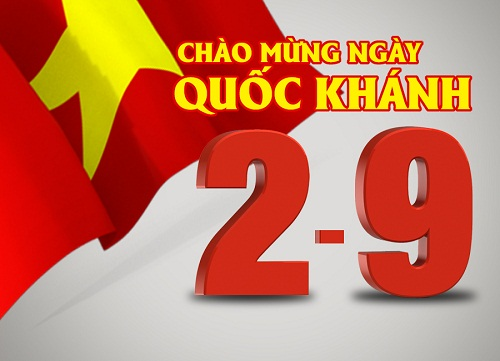 CHÀO MỪNG NGÀY
QUỐC KHÁNH
2-9